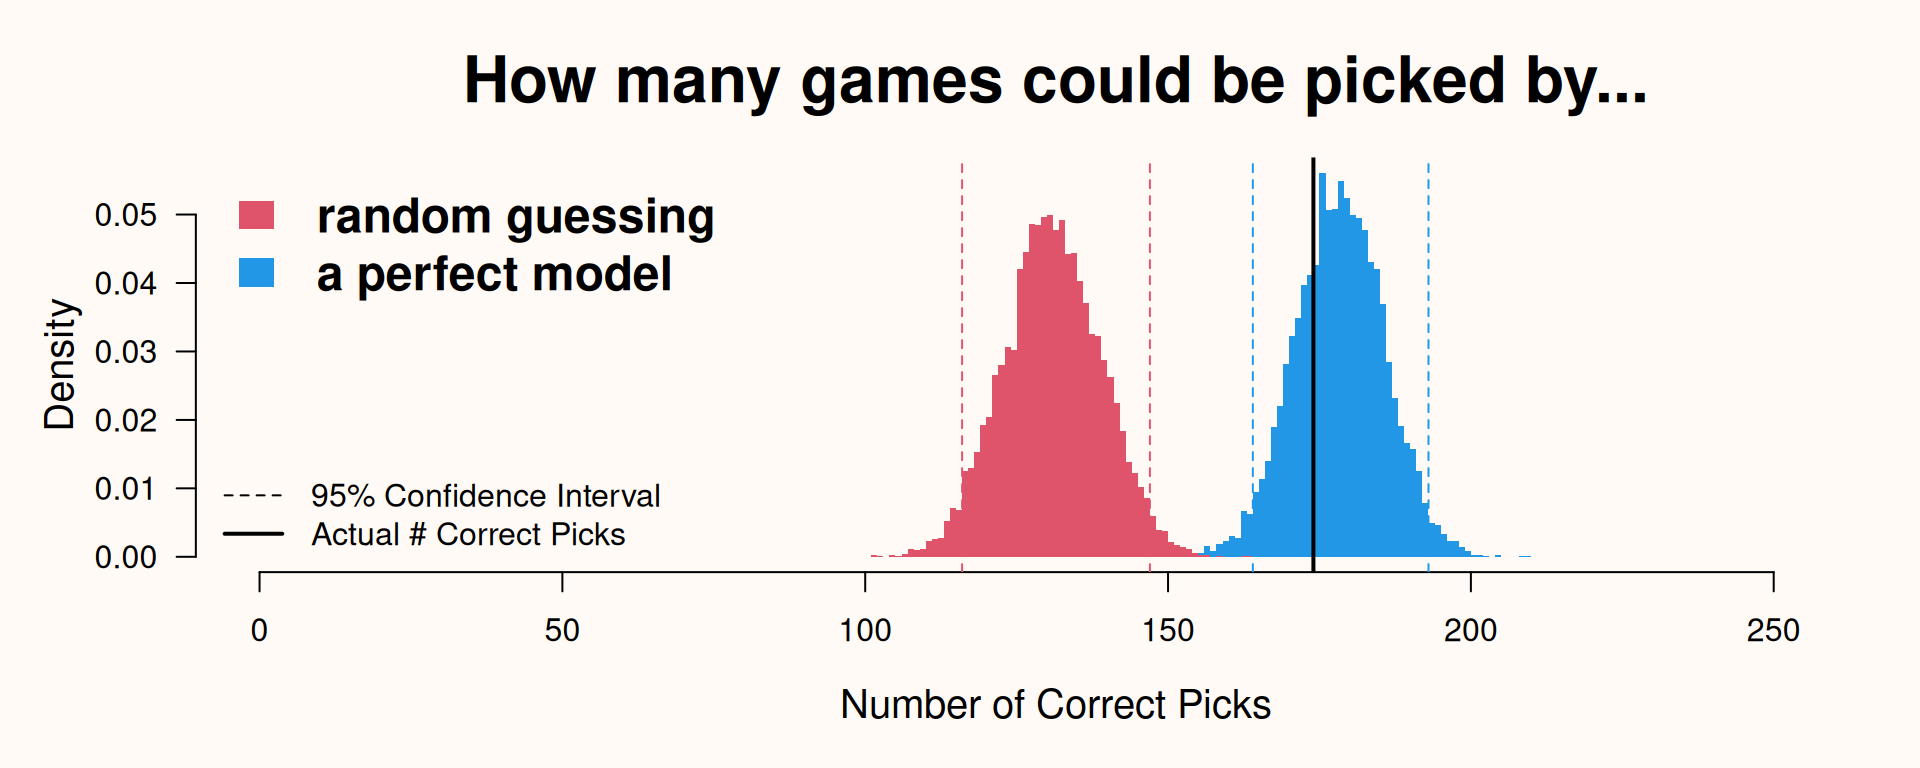 How many games could be picked by...
random guessing
a perfect model
0.05
0.04
0.03
0.02
0.01
0.00
Density
95% Confidence Interval
Actual # Correct Picks
0 50 100 150 200 250
Number of Correct Picks